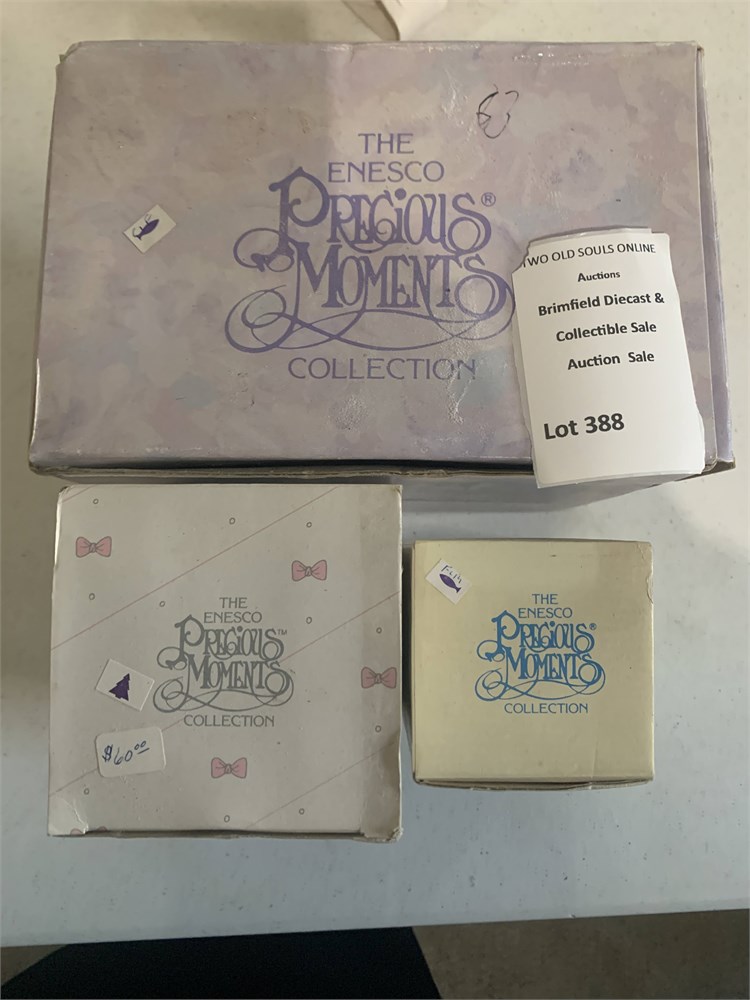 THE
ENESCO
PRECIOUS®
MOMENTS
COLLECTION
TWO OLD SOULS ONLINE
Auctions
Brimfield Diecast &
Collectible Sale
Auction Sale
Lot 388
THE
ENESCO
PRECIOUS™
MOMENTS
COLLECTION
$60.00
THE
ENESCO
PRECIOUS®
MOMENTS
COLLECTION